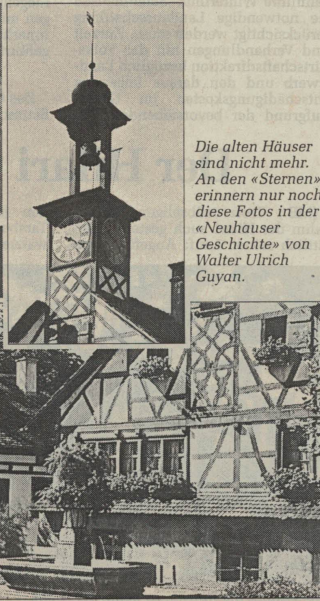 Die alten Häuser
sind nicht mehr.
An den «Sternen»
erinnern nur noch
diese Fotos in der
«Neuhauser
Geschichte» von
Walter Ulrich
Guyan.